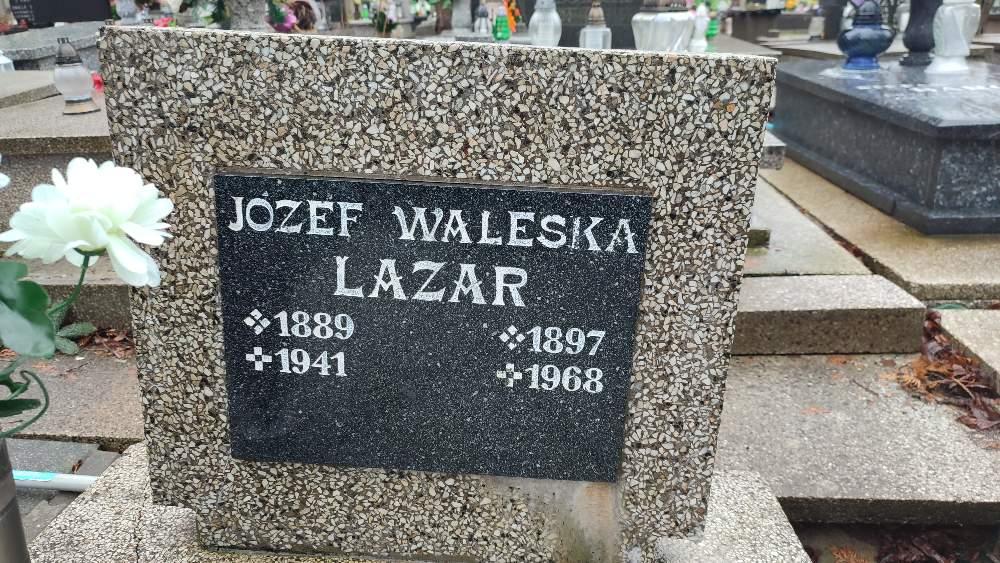 JÓZEF WALESKA
LAZAR
1889 1897
1941 1968